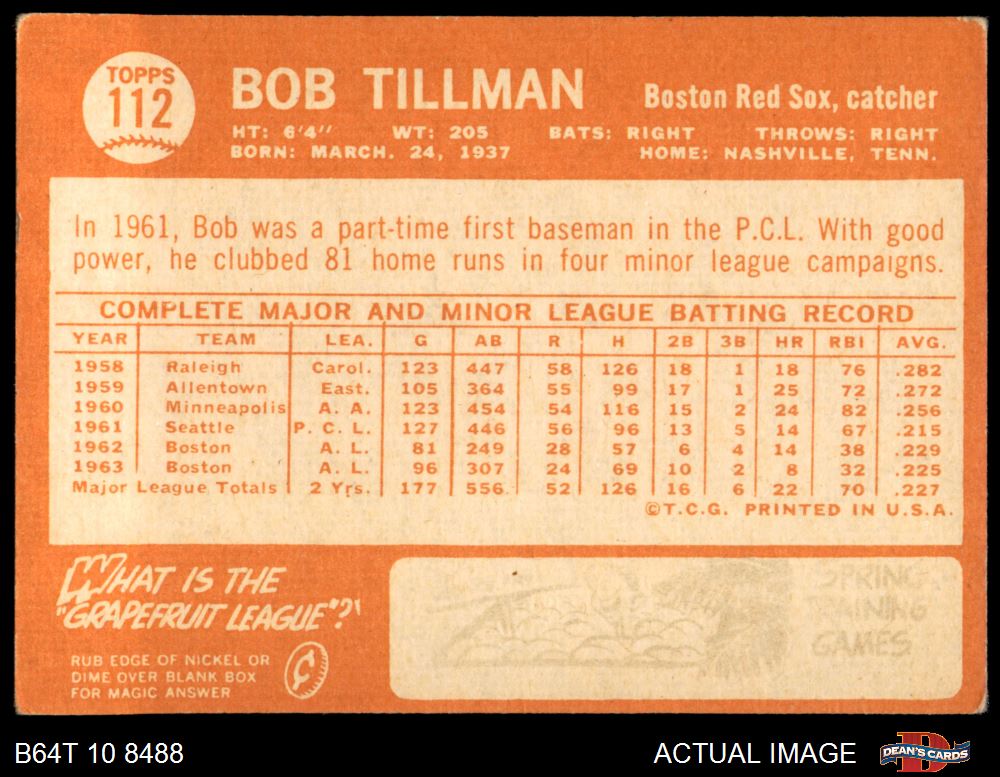 TOPPS
112
BOB TILLMAN
Boston Red Sox, catcher
HT: 6'4" WT: 205 BATS: RIGHT THROWS: RIGHT
BORN: MARCH. 24, 1937 HOME: NASHVILLE, TENN.
In 1961, Bob was a part-time first baseman in the P.C.L. With good
power, he clubbed 81 home runs in four minor league campaigns.
COMPLETE MAJOR AND MINOR LEAGUE BATTING RECORD
YEAR TEAM LEA. G AB R H 2B 3B HR RBI AVG.
1958 Raleigh Carol. 123 447 58 126 18 1 18 76 .282
1959 Allentown East. 105 364 55 99 17 1 25 72 .272
1960 Minneapolis A. A. 123 454 54 116 15 2 24 82 .256
1961 Seattle P. C. L. 127 446 56 96 13 5 14 67 .215
1962 Boston A. L. 81 249 28 57 6 4 14 38 .229
1963 Boston A. L. 96 307 24 69 10 2 8 32 .225
Major League Totals 2 Yrs. 177 556 52 126 16 6 22 70 .227
©T.C.G. PRINTED IN U.S.A.
WHAT IS THE
"GRAPEFRUIT LEAGUE"?
RUB EDGE OF NICKEL OR
DIME OVER BLANK BOX
FOR MAGIC ANSWER
¢
SPRING
TRAINING
GAMES
B64T 10 8488
ACTUAL IMAGE
D
DEAN'S CARDS